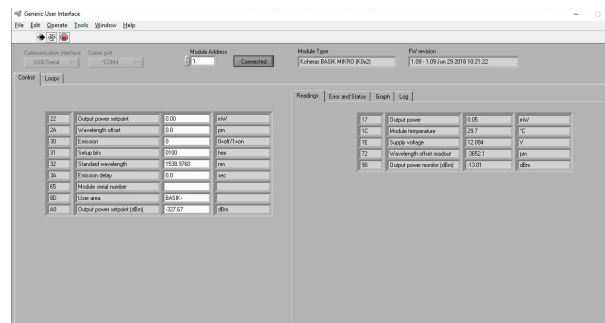 Generic User Interface
File Edit Operate Tools Window Help
Communication interface Comm port Module Address Module Type FW revision
USB/Serial COM4 1 Connected Koheras BASIK MIKRO (K0x2) 1.09 - 1.09 Jun 29 2018 10:21:22
Control Loops
Readings Error and Status Graph Log
22 Output power setpoint 0.00 mW
2A Wavelength offset 0.0 pm
30 Emission 0 0=off/1=on
31 Setup bits 0100 hex
32 Standard wavelength 1538.9760 nm
3A Emission delay 0.0 sec
65 Module serial number
8D User area BASIK-
A0 Output power setpoint (dBm) -327.67 dBm
17 Output power 0.05 mW
1C Module temperature 29.7 °C
1E Supply voltage 12.094 V
72 Wavelength offset readout -3652.1 pm
90 Output power monitor (dBm) -13.01 dBm